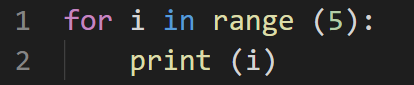 1 for i in range (5):
2     print (i)